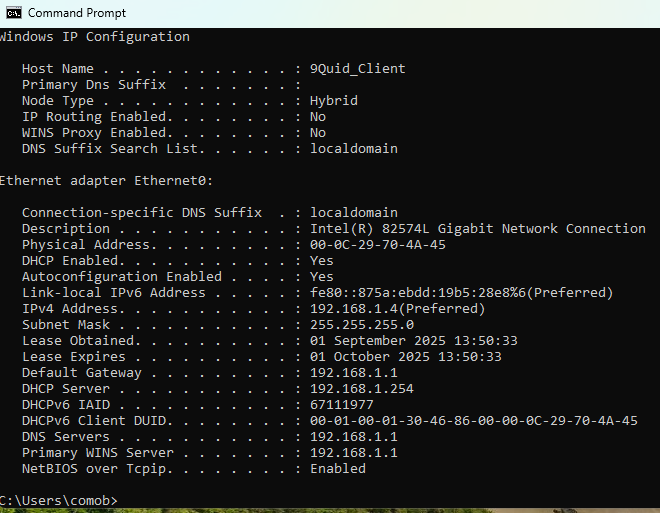 Command Prompt
Windows IP Configuration
Host Name . . . . . . . . . . . . : 9Quid_Client
Primary Dns Suffix  . . . . . . . :
Node Type . . . . . . . . . . . . : Hybrid
IP Routing Enabled. . . . . . . . : No
WINS Proxy Enabled. . . . . . . . : No
DNS Suffix Search List. . . . . . : localdomain
Ethernet adapter Ethernet0:
Connection-specific DNS Suffix  . : localdomain
Description . . . . . . . . . . . : Intel(R) 82574L Gigabit Network Connection
Physical Address. . . . . . . . . : 00-0C-29-70-4A-45
DHCP Enabled. . . . . . . . . . . : Yes
Autoconfiguration Enabled . . . . : Yes
Link-local IPv6 Address . . . . . : fe80::875a:ebdd:19b5:28e8%6(Preferred)
IPv4 Address. . . . . . . . . . . : 192.168.1.4(Preferred)
Subnet Mask . . . . . . . . . . . : 255.255.255.0
Lease Obtained. . . . . . . . . . : 01 September 2025 13:50:33
Lease Expires . . . . . . . . . . : 01 October 2025 13:50:33
Default Gateway . . . . . . . . . : 192.168.1.1
DHCP Server . . . . . . . . . . . : 192.168.1.254
DHCPv6 IAID . . . . . . . . . . . : 67111977
DHCPv6 Client DUID. . . . . . . . : 00-01-00-01-30-46-86-00-00-0C-29-70-4A-45
DNS Servers . . . . . . . . . . . : 192.168.1.1
Primary WINS Server . . . . . . . : 192.168.1.1
NetBIOS over Tcpip. . . . . . . . : Enabled
C:\Users\comob>